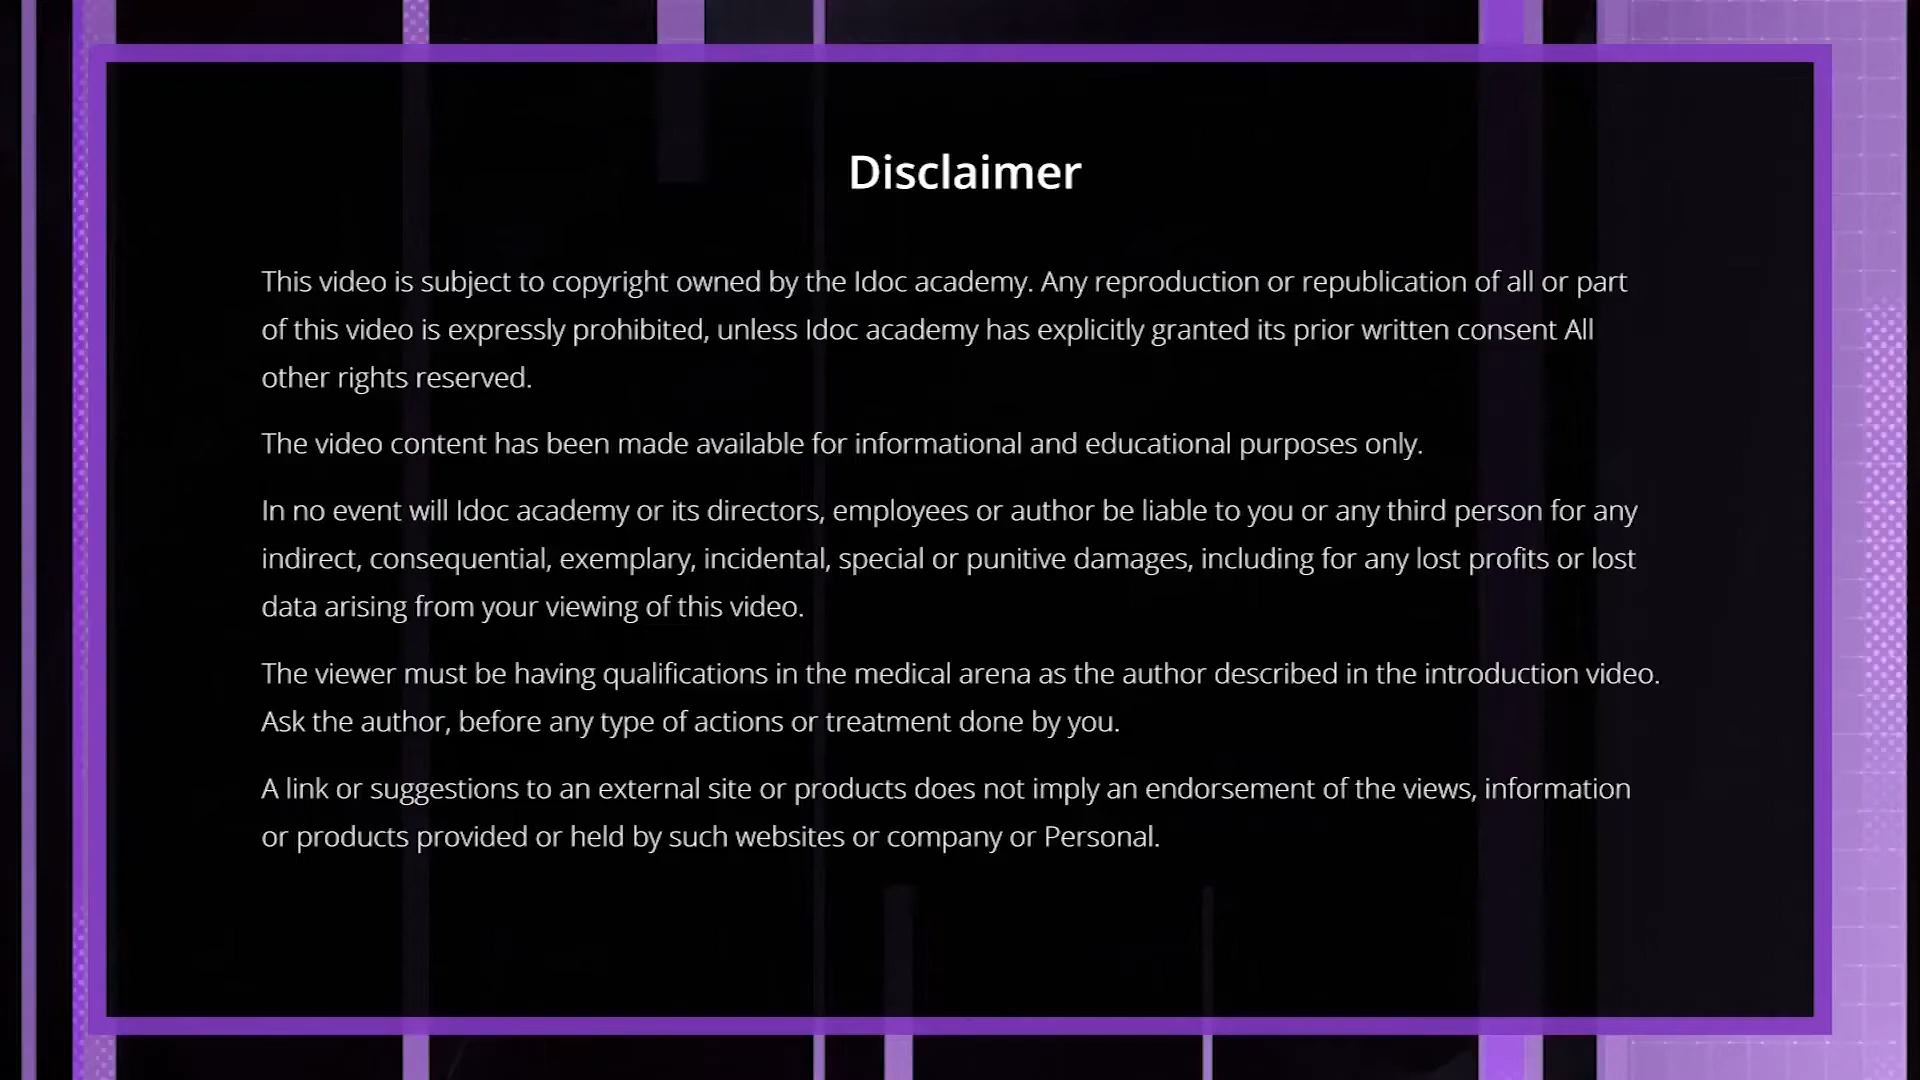 Disclaimer
This video is subject to copyright owned by the Idoc academy. Any reproduction or republication of all or part
of this video is expressly prohibited, unless Idoc academy has explicitly granted its prior written consent All
other rights reserved.
The video content has been made available for informational and educational purposes only.
In no event will Idoc academy or its directors, employees or author be liable to you or any third person for any
indirect, consequential, exemplary, incidental, special or punitive damages, including for any lost profits or lost
data arising from your viewing of this video.
The viewer must be having qualifications in the medical arena as the author described in the introduction video.
Ask the author, before any type of actions or treatment done by you.
A link or suggestions to an external site or products does not imply an endorsement of the views, information
or products provided or held by such websites or company or Personal.